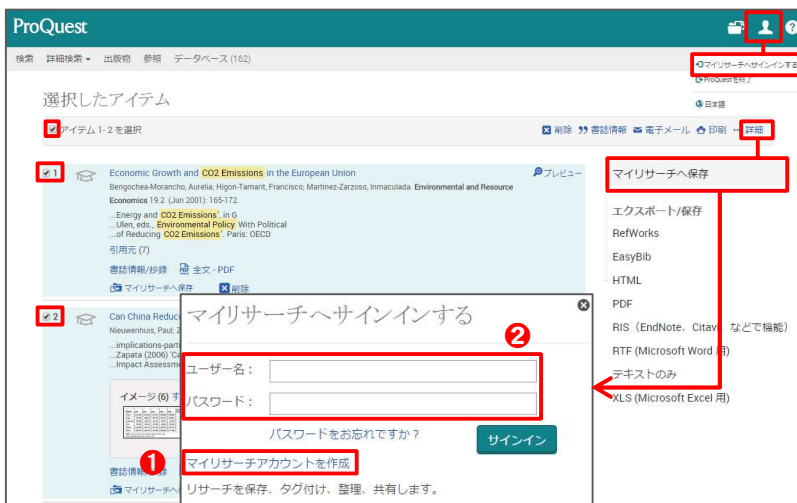 ProQuest
検索 詳細検索 出版物 参照 データベース (162)
マイリサーチへサインインする
ProQuestを終了
日本語
選択したアイテム
アイテム 1-2 を選択
削除 書誌情報 電子メール 印刷 ••• 詳細
1
Economic Growth and CO2 Emissions in the European Union
プレビュー
Bengochea-Morancho, Aurelia; Higon-Tamarit, Francisco; Martinez-Zarzoso, Inmaculada. Environmental and Resource
Economics 19.2 (Jun 2001): 165-172.
...Energy and CO2 Emissions', in G
...Ulen, eds., Environmental Policy With Political
...of Reducing CO2 Emissions'. Paris: OECD
引用元 (7)
書誌情報/抄録 全文 - PDF
マイリサーチへ保存 削除
2
Can China Reduc
Nieuwenhuis, Paul; Z
...implications-parti
...Zapata (2006) 'Ca
...Impact Assessm
イメージ (6) す
書誌情報
マイリサーチへ
マイリサーチへ保存
エクスポート/保存
RefWorks
EasyBib
HTML
PDF
RIS（EndNote、Citavi、などで機能）
RTF (Microsoft Word 用)
テキストのみ
XLS (Microsoft Excel 用)
マイリサーチへサインインする
2
ユーザー名：
パスワード：
パスワードをお忘れですか？
サインイン
1
マイリサーチアカウントを作成
リサーチを保存、タグ付け、整理、共有します。